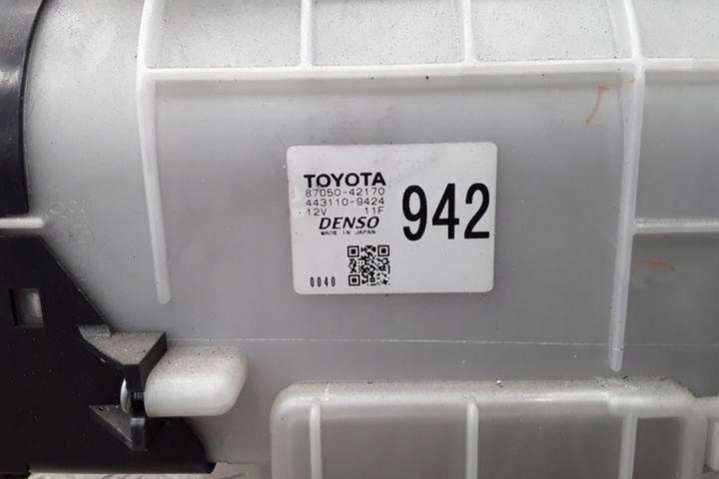 TOYOTA
87050-42170
443110-9424
12V 11F
DENSO
MADE IN JAPAN
942
0040